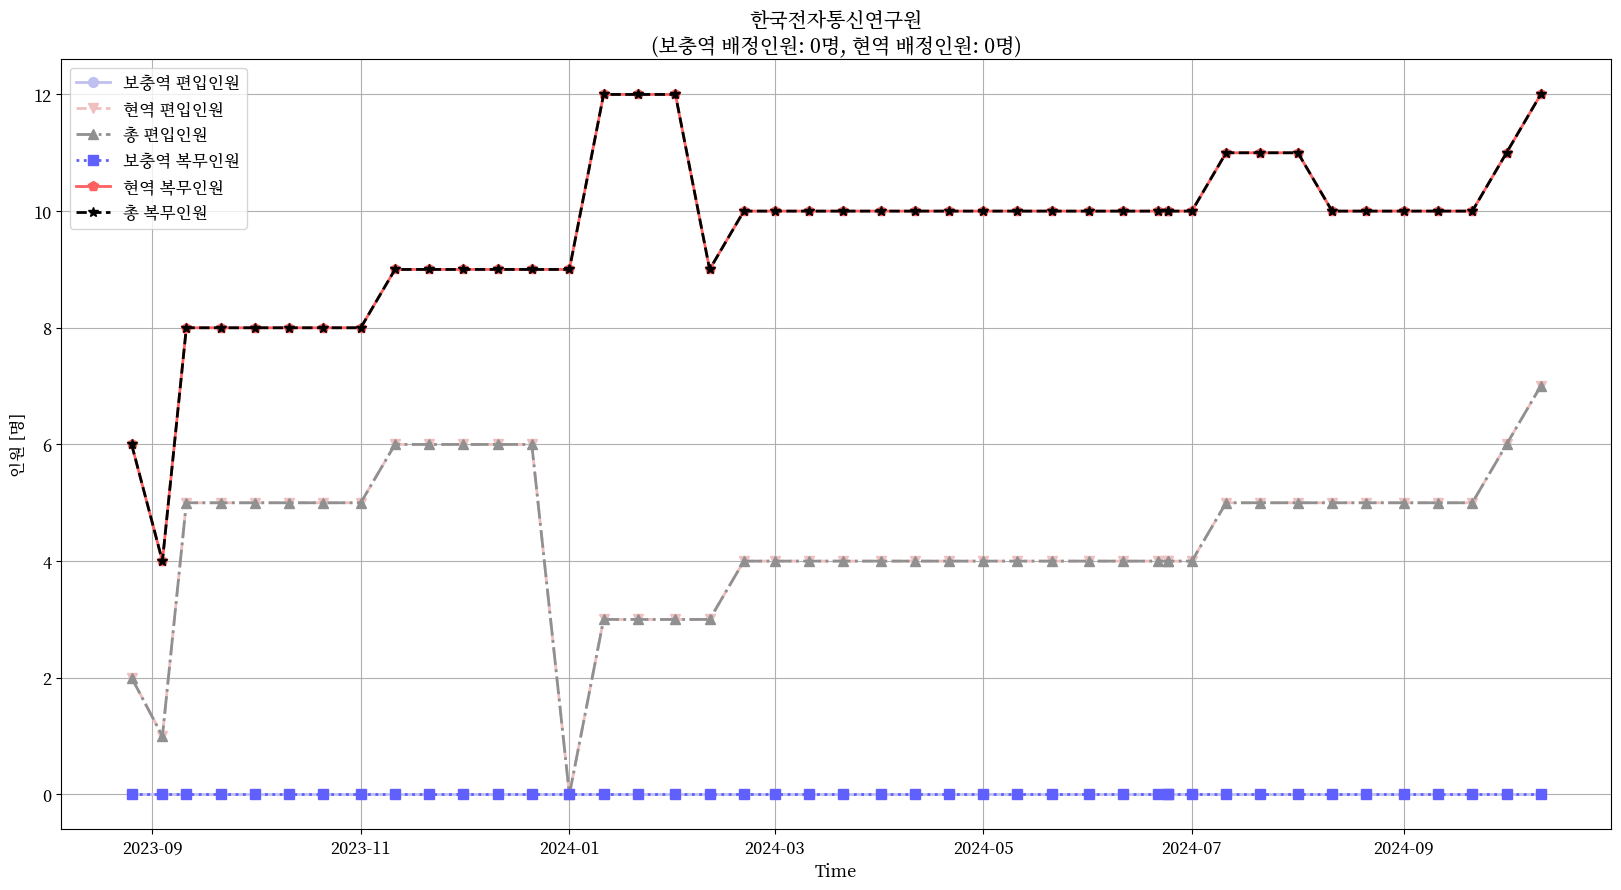 한국전자통신연구원
(보충역 배정인원: 0명, 현역 배정인원: 0명)
보충역 편입인원
현역 편입인원
총 편입인원
보충역 복무인원
현역 복무인원
총 복무인원
인원 [명]
12
10
8
6
4
2
0
2023-09
2023-11
2024-01
2024-03
2024-05
2024-07
2024-09
Time